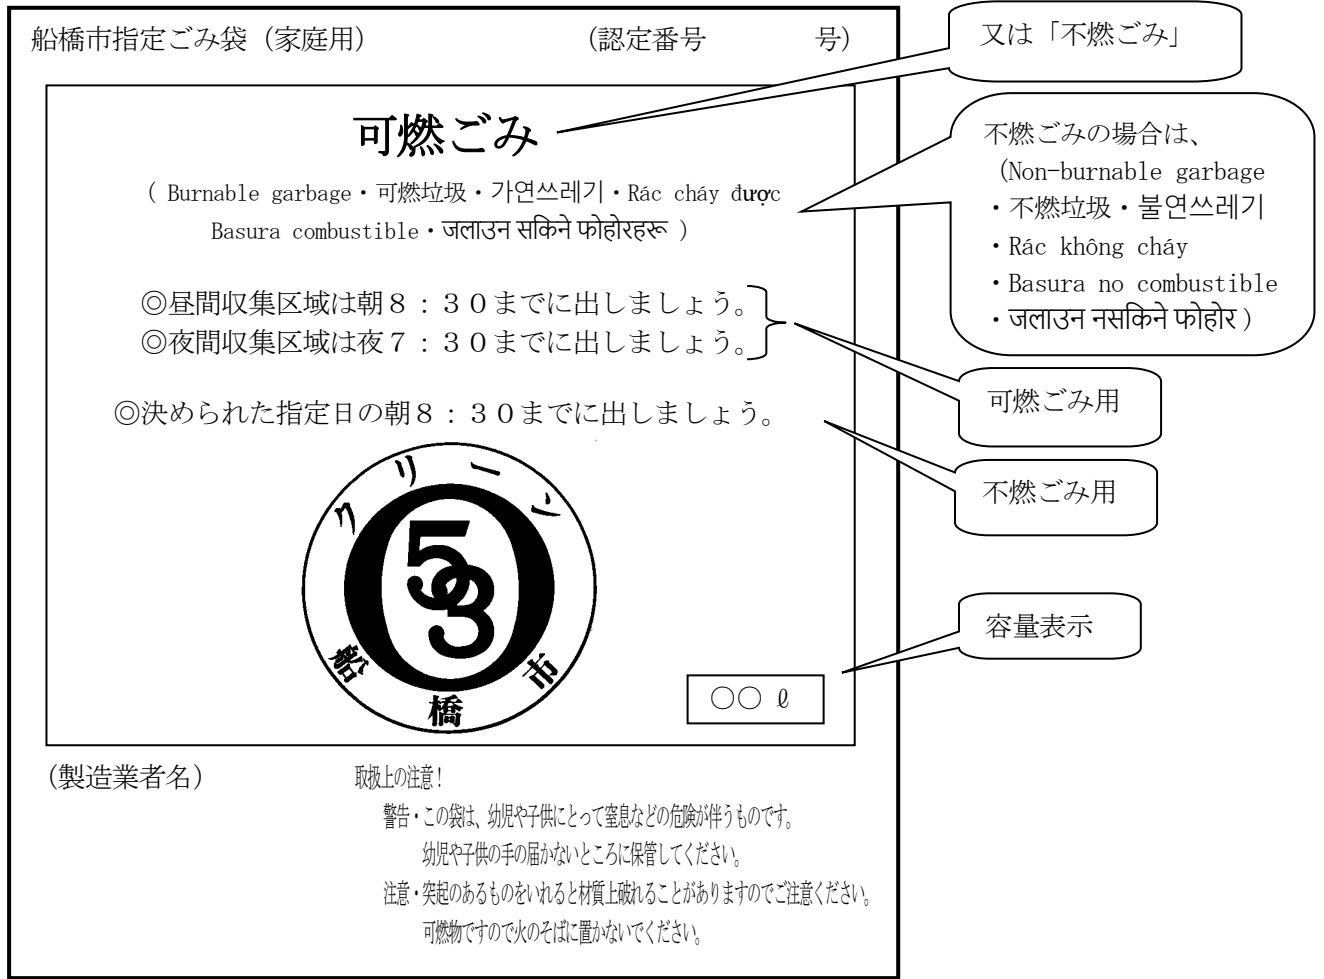 船橋市指定ごみ袋（家庭用）　（認定番号　　　号）
又は「不燃ごみ」
可燃ごみ
（ Burnable garbage・可燃垃圾・가연쓰레기・Rác cháy được
Basura combustible・जलाउन सकिने फोहोरहरू ）
不燃ごみの場合は、
（Non-burnable garbage
・不燃垃圾・불연쓰레기
・Rác không cháy
・Basura no combustible
・जलाउन नसकिने फोहोर）
◎昼間収集区域は朝８：３０までに出しましょう。
◎夜間収集区域は夜７：３０までに出しましょう。
可燃ごみ用
◎決められた指定日の朝８：３０までに出しましょう。
不燃ごみ用
クリーン
53
船橋市
容量表示
〇〇 ℓ
（製造業者名）
取扱上の注意！
警告・この袋は、幼児や子供にとって窒息などの危険が伴うものです。
幼児や子供の手の届かないところに保管してください。
注意・突起のあるものをいれると材質上破れることがありますのでご注意ください。
可燃物ですので火のそばに置かないでください。